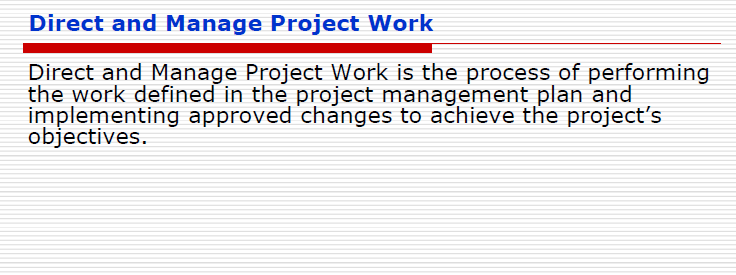 Direct and Manage Project Work
Direct and Manage Project Work is the process of performing
the work defined in the project management plan and
implementing approved changes to achieve the project’s
objectives.